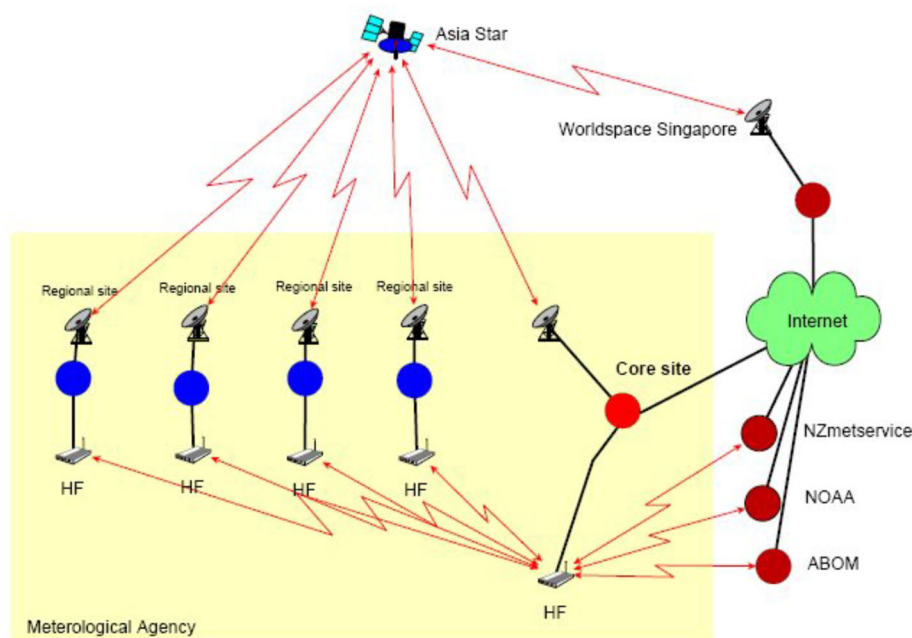 Asia Star
Worldspace Singapore
Regional site
Regional site
Regional site
Regional site
Internet
Core site
NZmetservice
HF
HF
HF
HF
NOAA
ABOM
HF
Meterological Agency